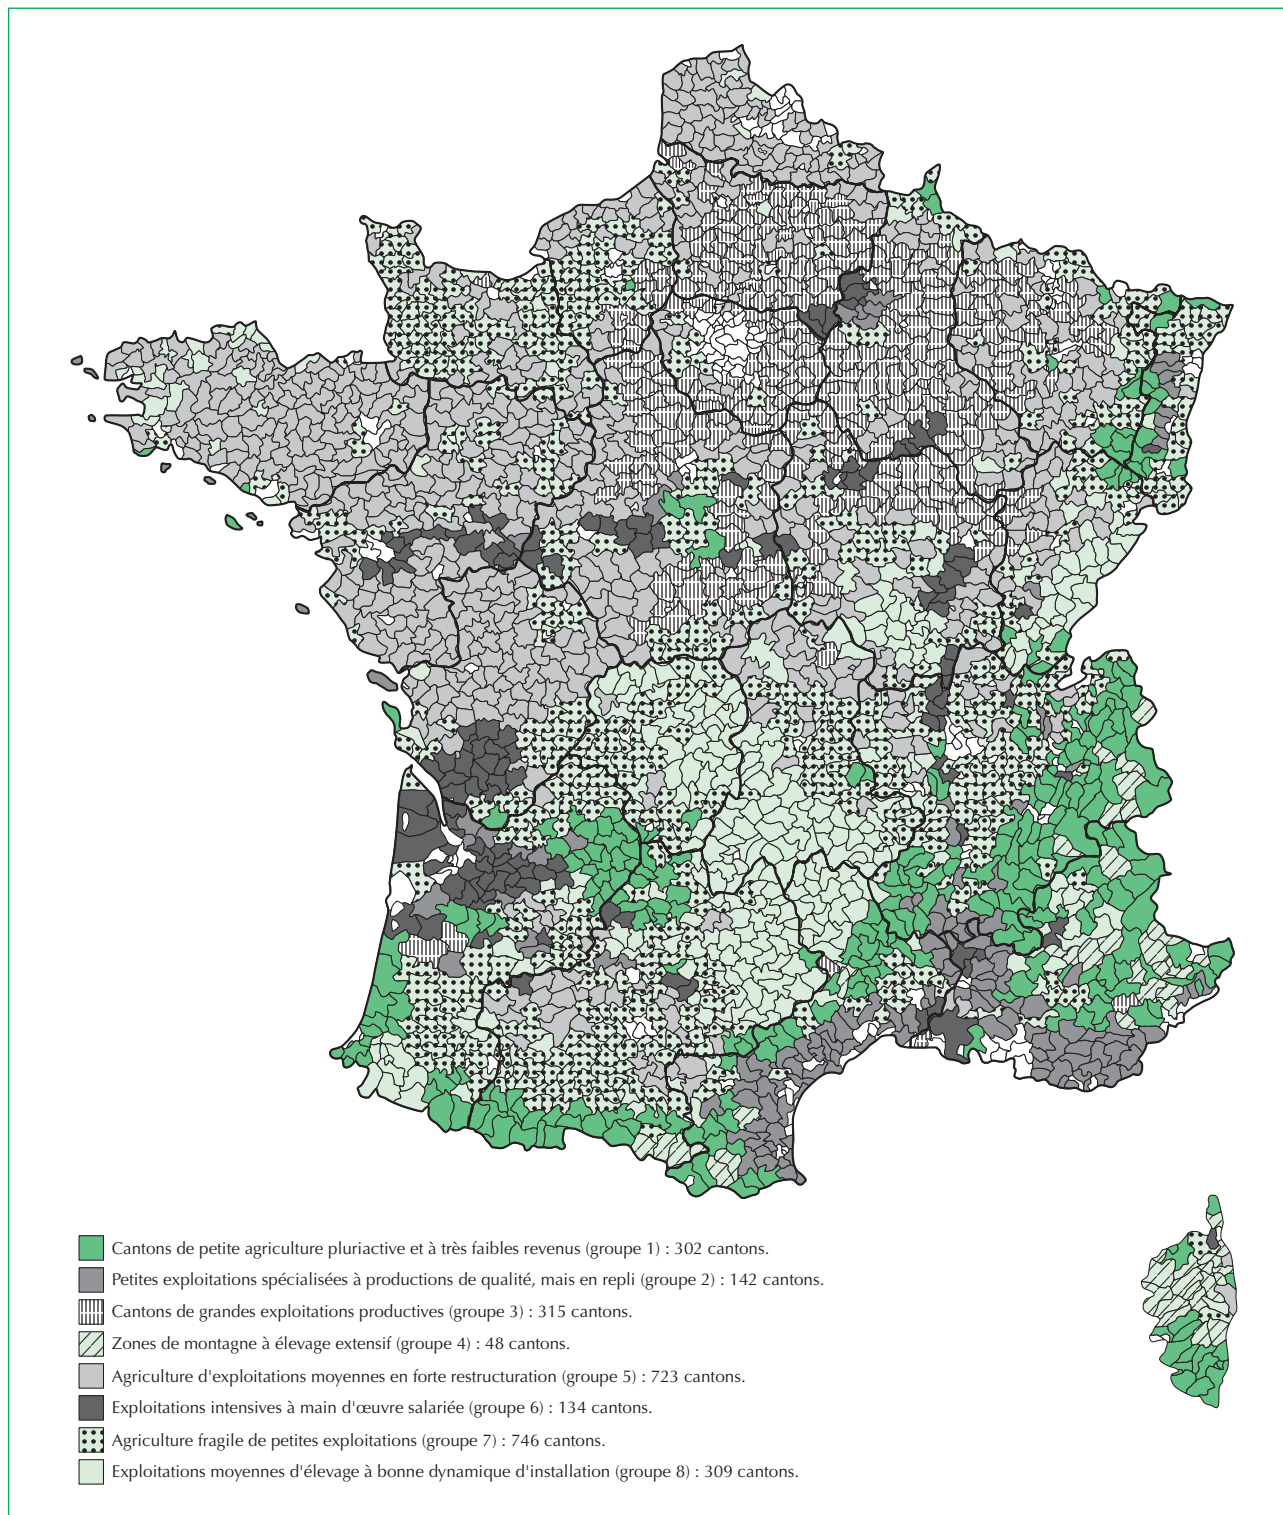 Cantons de petite agriculture pluriactive et à très faibles revenus (groupe 1) : 302 cantons.
Petites exploitations spécialisées à productions de qualité, mais en repli (groupe 2) : 142 cantons.
Cantons de grandes exploitations productives (groupe 3) : 315 cantons.
Zones de montagne à élevage extensif (groupe 4) : 48 cantons.
Agriculture d'exploitations moyennes en forte restructuration (groupe 5) : 723 cantons.
Exploitations intensives à main d'œuvre salariée (groupe 6) : 134 cantons.
Agriculture fragile de petites exploitations (groupe 7) : 746 cantons.
Exploitations moyennes d'élevage à bonne dynamique d'installation (groupe 8) : 309 cantons.